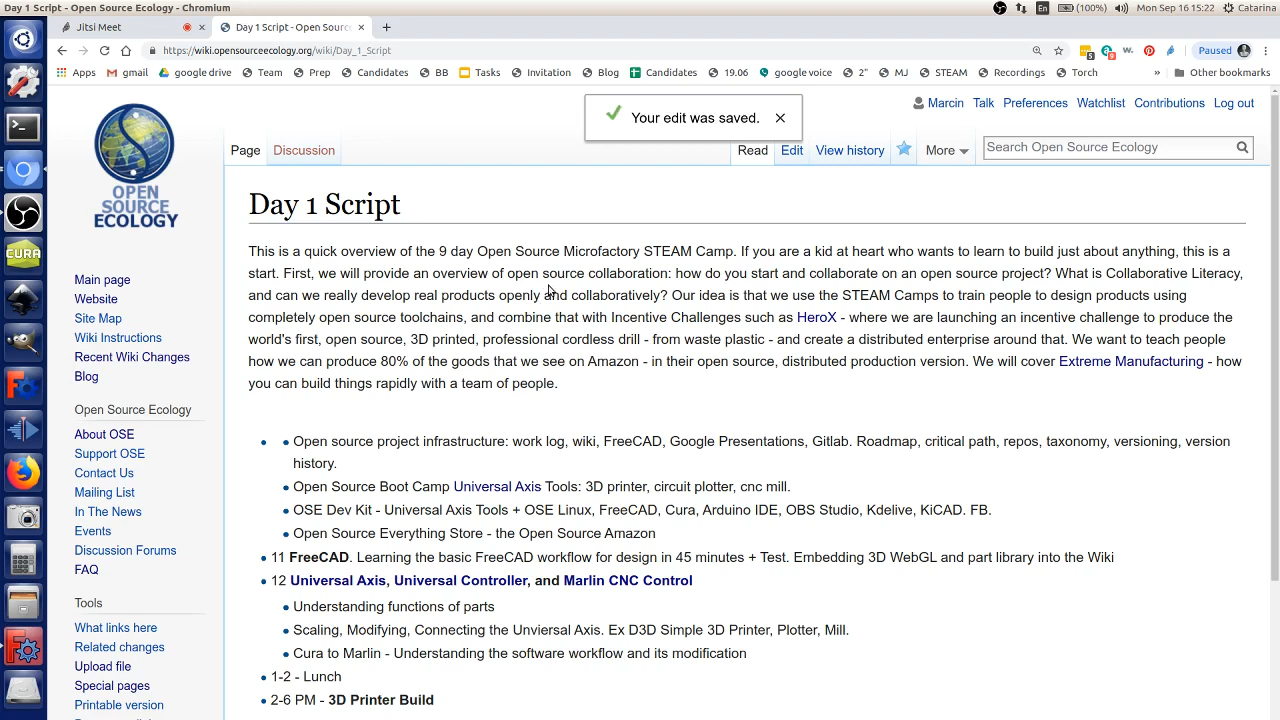 Day 1 Script - Open Source Ecology - Chromium
En (100%) Mon Sep 16 15:22 Catarina
Jitsi Meet Day 1 Script - Open Sourc
https://wiki.opensourceecology.org/wiki/Day_1_Script
Paused
Apps gmail google drive Team Prep Candidates BB Tasks Invitation Blog Candidates 19.06 google voice 2" MJ STEAM Recordings Torch » Other bookmarks
Marcin Talk Preferences Watchlist Contributions Log out
Your edit was saved.
Page Discussion Read Edit View history More Search Open Source Ecology
OPEN
SOURCE
ECOLOGY
CURA
Main page
Website
Site Map
Wiki Instructions
Recent Wiki Changes
Blog
Open Source Ecology
About OSE
Support OSE
Contact Us
Mailing List
In The News
Events
Discussion Forums
FAQ
Tools
What links here
Related changes
Upload file
Special pages
Printable version
Day 1 Script
This is a quick overview of the 9 day Open Source Microfactory STEAM Camp. If you are a kid at heart who wants to learn to build just about anything, this is a
start. First, we will provide an overview of open source collaboration: how do you start and collaborate on an open source project? What is Collaborative Literacy,
and can we really develop real products openly and collaboratively? Our idea is that we use the STEAM Camps to train people to design products using
completely open source toolchains, and combine that with Incentive Challenges such as HeroX - where we are launching an incentive challenge to produce the
world's first, open source, 3D printed, professional cordless drill - from waste plastic - and create a distributed enterprise around that. We want to teach people
how we can produce 80% of the goods that we see on Amazon - in their open source, distributed production version. We will cover Extreme Manufacturing - how
you can build things rapidly with a team of people.
Open source project infrastructure: work log, wiki, FreeCAD, Google Presentations, Gitlab. Roadmap, critical path, repos, taxonomy, versioning, version
history.
Open Source Boot Camp Universal Axis Tools: 3D printer, circuit plotter, cnc mill.
OSE Dev Kit - Universal Axis Tools + OSE Linux, FreeCAD, Cura, Arduino IDE, OBS Studio, Kdelive, KiCAD. FB.
Open Source Everything Store - the Open Source Amazon
11 FreeCAD. Learning the basic FreeCAD workflow for design in 45 minutes + Test. Embedding 3D WebGL and part library into the Wiki
12 Universal Axis, Universal Controller, and Marlin CNC Control
Understanding functions of parts
Scaling, Modifying, Connecting the Unviersial Axis. Ex D3D Simple 3D Printer, Plotter, Mill.
Cura to Marlin - Understanding the software workflow and its modification
1-2 - Lunch
2-6 PM - 3D Printer Build